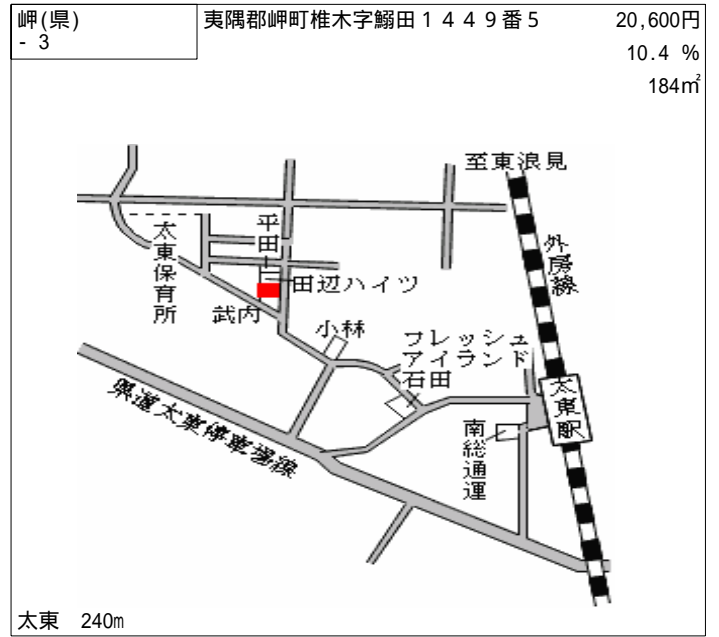 岬(県)
- 3
夷隅郡岬町椎木字鰯田１４４９番５
20,600円
10.4 %
184㎡
至東浪見
外房線
平田
太東保育所
田辺ハイツ
武内
小林
フレッシュ
アイランド
石田
太東駅
南総通運
県道太東停車場線
太東 240m